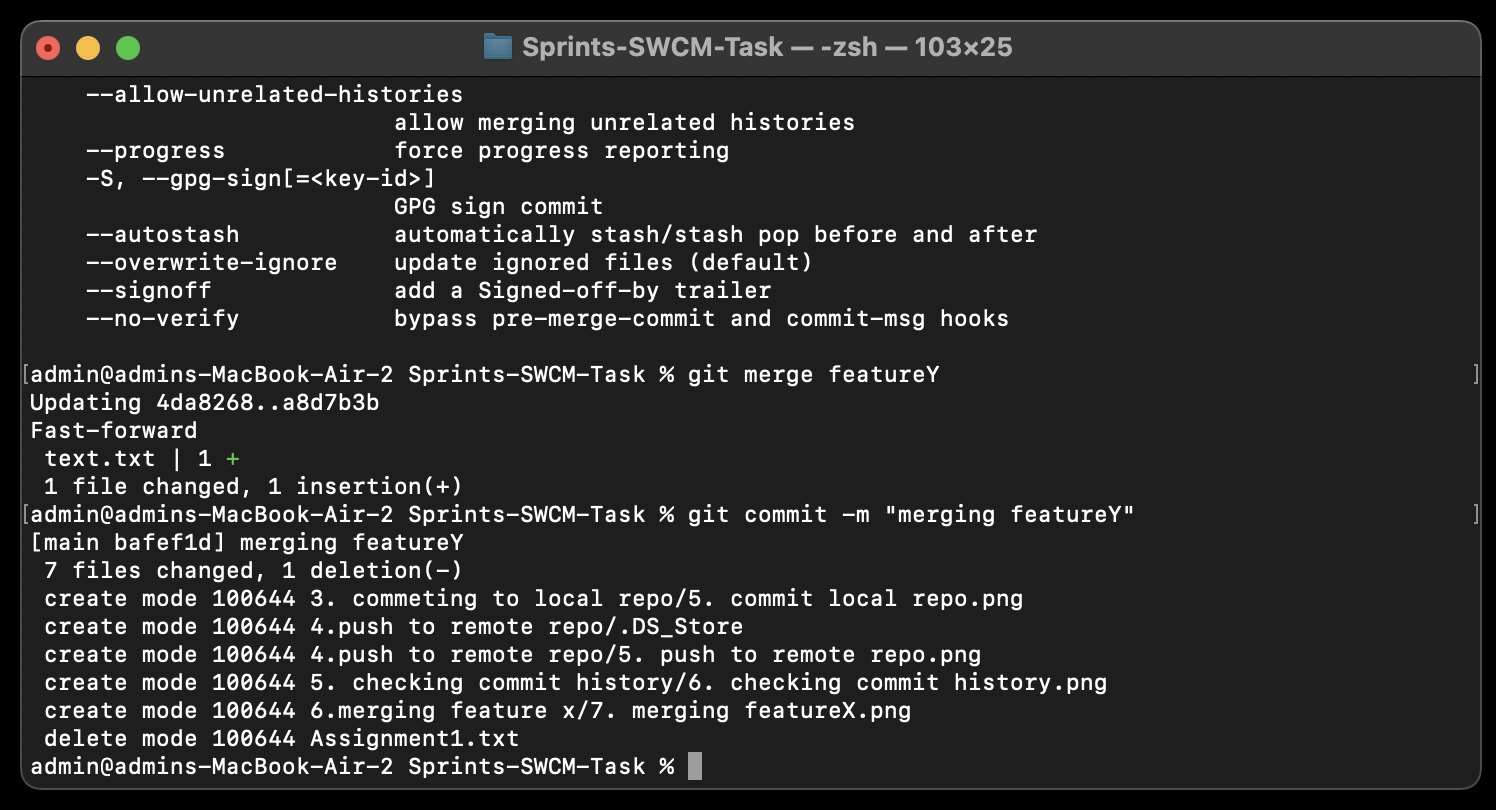 Sprints-SWCM-Task — -zsh — 103×25
--allow-unrelated-histories
allow merging unrelated histories
--progress            force progress reporting
-S, --gpg-sign[=<key-id>]
GPG sign commit
--autostash           automatically stash/stash pop before and after
--overwrite-ignore    update ignored files (default)
--signoff             add a Signed-off-by trailer
--no-verify           bypass pre-merge-commit and commit-msg hooks
[admin@admins-MacBook-Air-2 Sprints-SWCM-Task % git merge featureY ]
Updating 4da8268..a8d7b3b
Fast-forward
text.txt | 1 +
1 file changed, 1 insertion(+)
[admin@admins-MacBook-Air-2 Sprints-SWCM-Task % git commit -m "merging featureY" ]
[main bafef1d] merging featureY
7 files changed, 1 deletion(-)
create mode 100644 3. commeting to local repo/5. commit local repo.png
create mode 100644 4.push to remote repo/.DS_Store
create mode 100644 4.push to remote repo/5. push to remote repo.png
create mode 100644 5. checking commit history/6. checking commit history.png
create mode 100644 6.merging feature x/7. merging featureX.png
delete mode 100644 Assignment1.txt
admin@admins-MacBook-Air-2 Sprints-SWCM-Task %